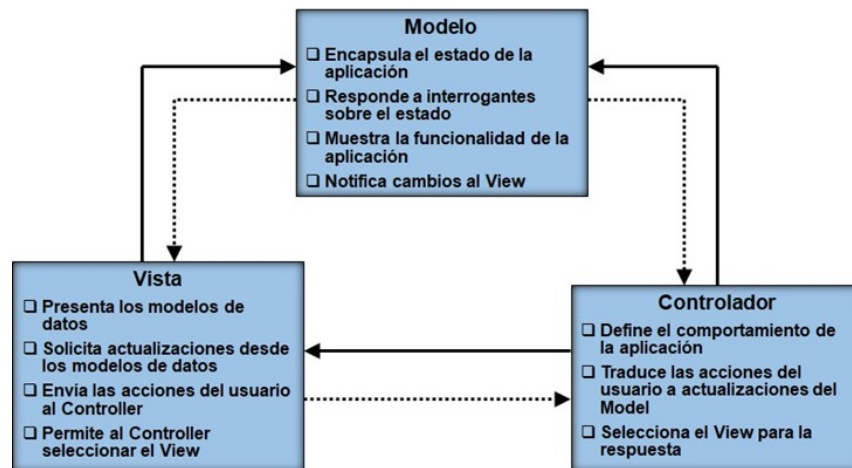 Modelo
❑ Encapsula el estado de la
aplicación
❑ Responde a interrogantes
sobre el estado
❑ Muestra la funcionalidad de la
aplicación
❑ Notifica cambios al View
Vista
❑ Presenta los modelos de
datos
❑ Solicita actualizaciones desde
los modelos de datos
❑ Envía las acciones del usuario
al Controller
❑ Permite al Controller
seleccionar el View
Controlador
❑ Define el comportamiento de
la aplicación
❑ Traduce las acciones del
usuario a actualizaciones del
Model
❑ Selecciona el View para la
respuesta